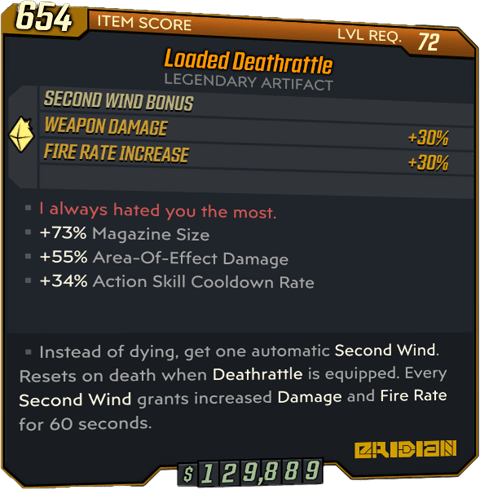 654 ITEM SCORE LVL REQ. 72
Loaded Deathrattle
LEGENDARY ARTIFACT
SECOND WIND BONUS
WEAPON DAMAGE +30%
FIRE RATE INCREASE +30%
I always hated you the most.
+73% Magazine Size
+55% Area-Of-Effect Damage
+34% Action Skill Cooldown Rate
Instead of dying, get one automatic Second Wind.
Resets on death when Deathrattle is equipped. Every
Second Wind grants increased Damage and Fire Rate
for 60 seconds.
ERIDIAN
$ 129,889